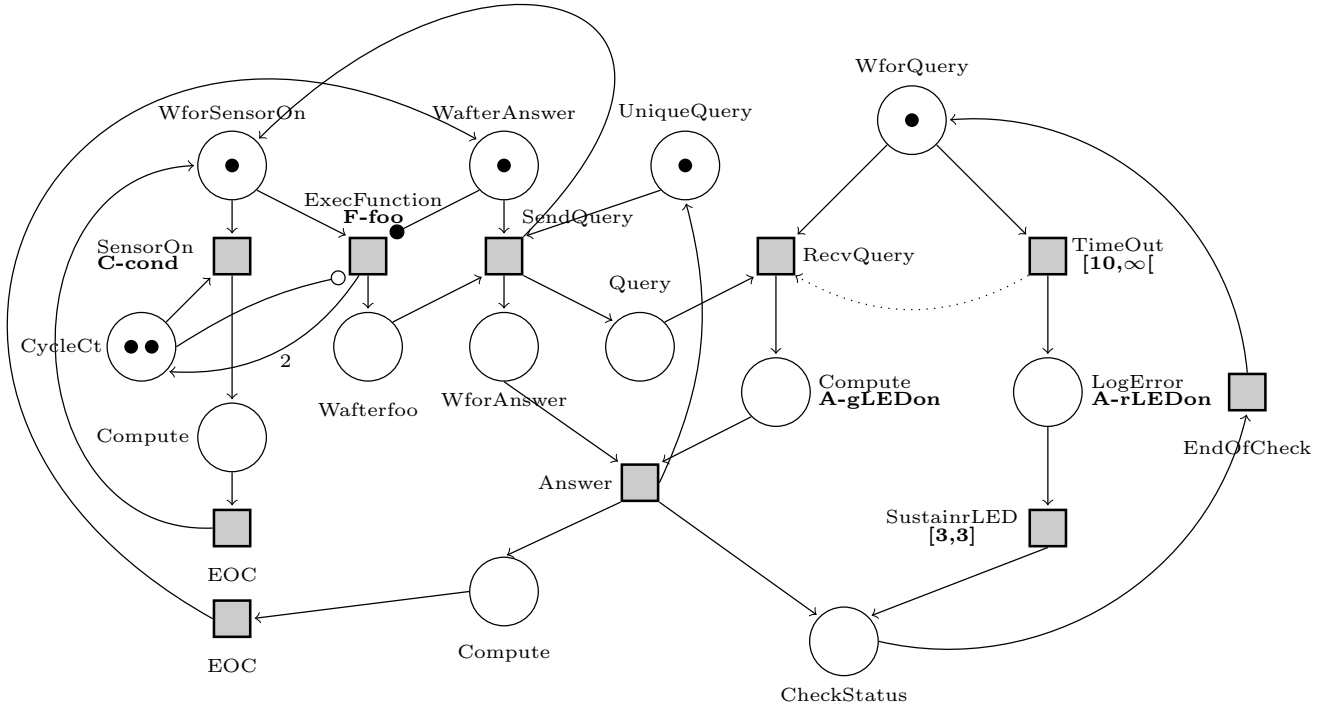 WforQuery
WforSensorOn
WafterAnswer
UniqueQuery
ExecFunction
F-foo
SendQuery
SensorOn
C-cond
RecvQuery
TimeOut
[10,∞[
Query
CycleCt
2
Wafterfoo
WforAnswer
Compute
A-gLEDon
LogError
A-rLEDon
Compute
EndOfCheck
Answer
SustainrLED
[3,3]
EOC
EOC
Compute
CheckStatus